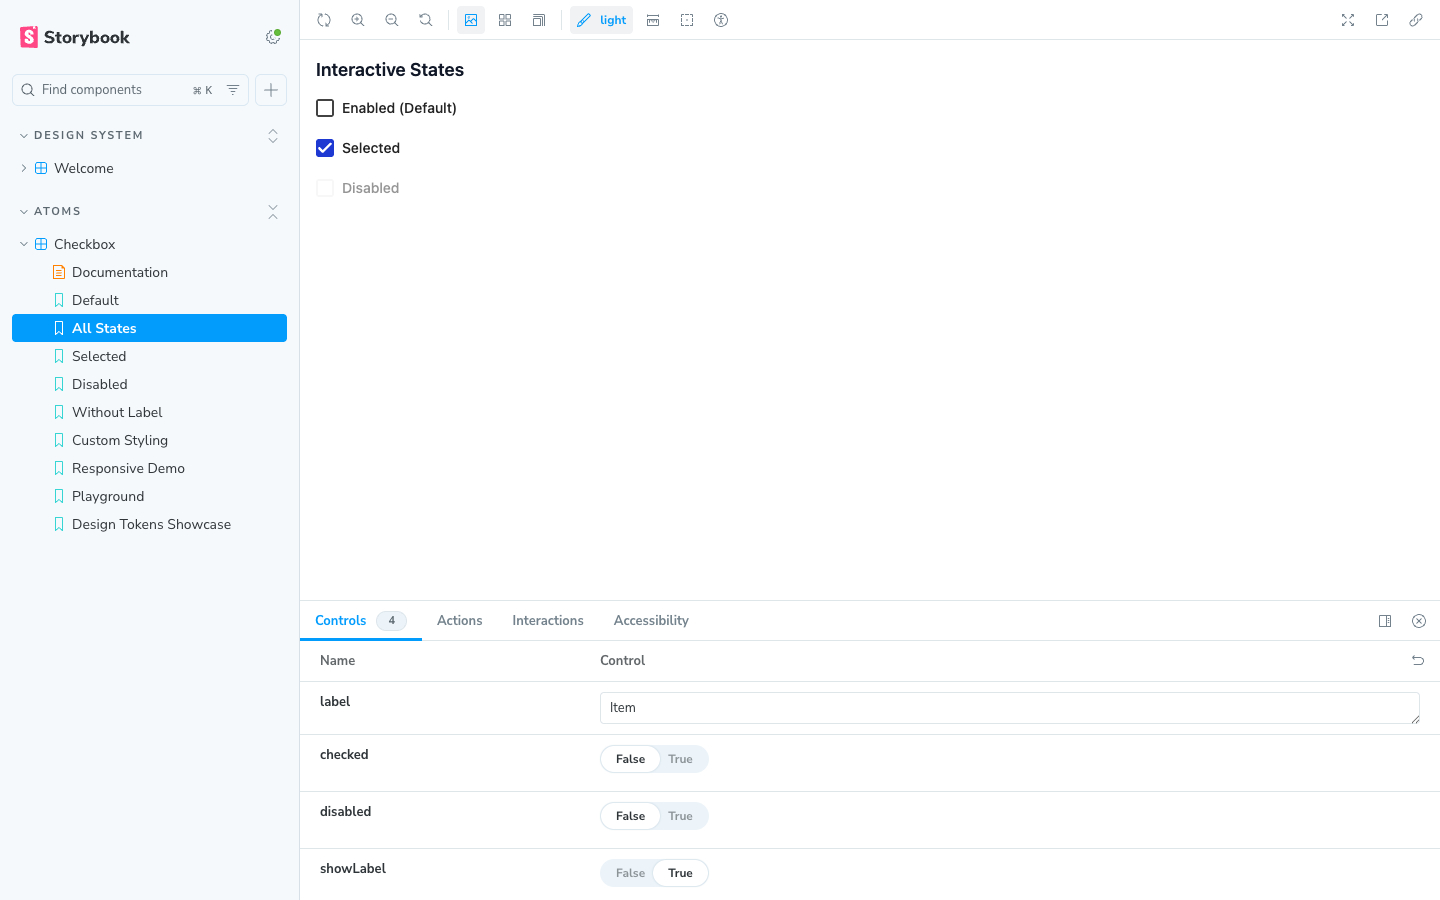 Storybook
Find components
⌘ K
DESIGN SYSTEM
Welcome
ATOMS
Checkbox
Documentation
Default
All States
Selected
Disabled
Without Label
Custom Styling
Responsive Demo
Playground
Design Tokens Showcase
light
Interactive States
Enabled (Default)
Selected
Disabled
Controls 4 Actions Interactions Accessibility
Name Control
label Item
checked False True
disabled False True
showLabel False True